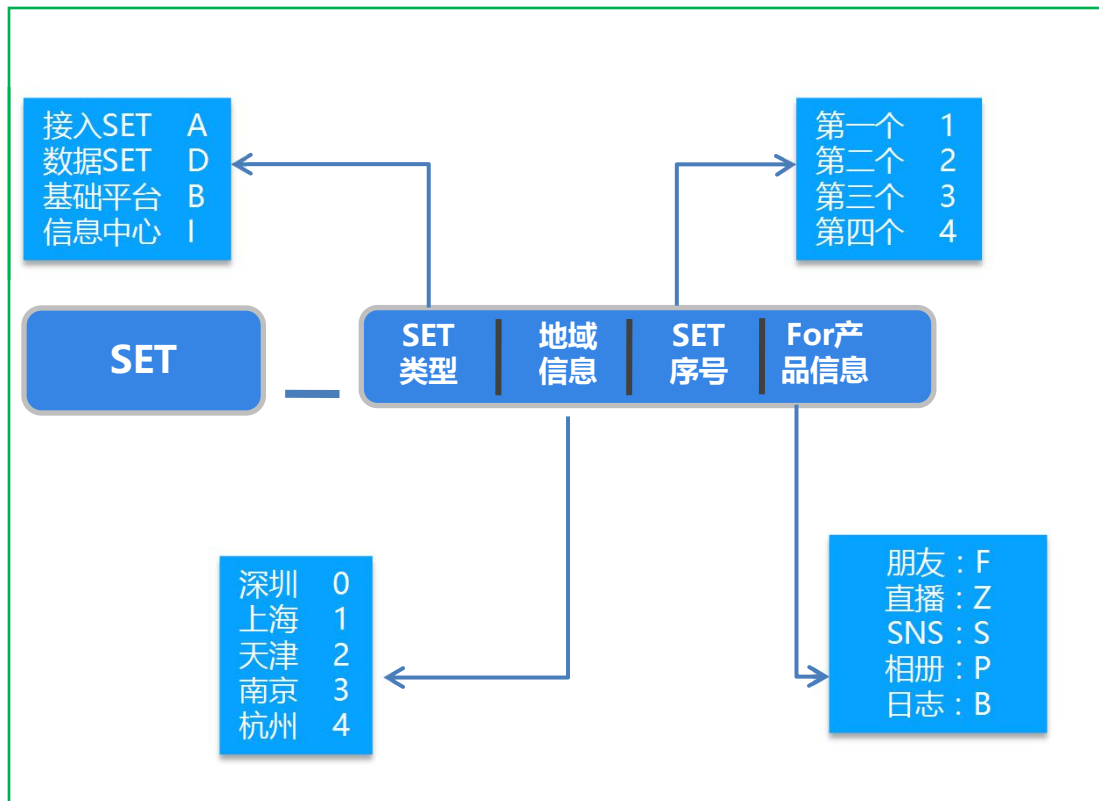 接入SET A
数据SET D
基础平台 B
信息中心 I
第一个 1
第二个 2
第三个 3
第四个 4
SET
SET
类型
地域
信息
SET
序号
For产
品信息
深圳 0
上海 1
天津 2
南京 3
杭州 4
朋友:F
直播:Z
SNS:S
相册:P
日志:B